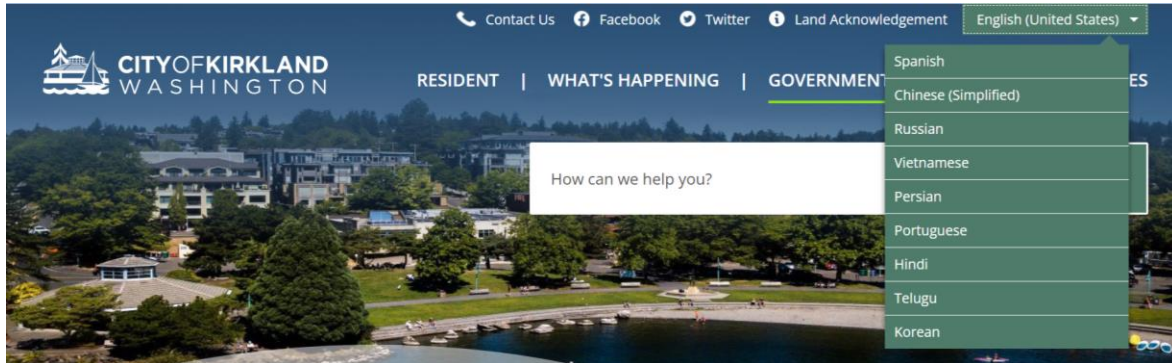 Contact Us Facebook Twitter Land Acknowledgement English (United States)
CITYOFKIRKLAND
WASHINGTON
RESIDENT | WHAT'S HAPPENING | GOVERNMENT ES
How can we help you?
Spanish
Chinese (Simplified)
Russian
Vietnamese
Persian
Portuguese
Hindi
Telugu
Korean